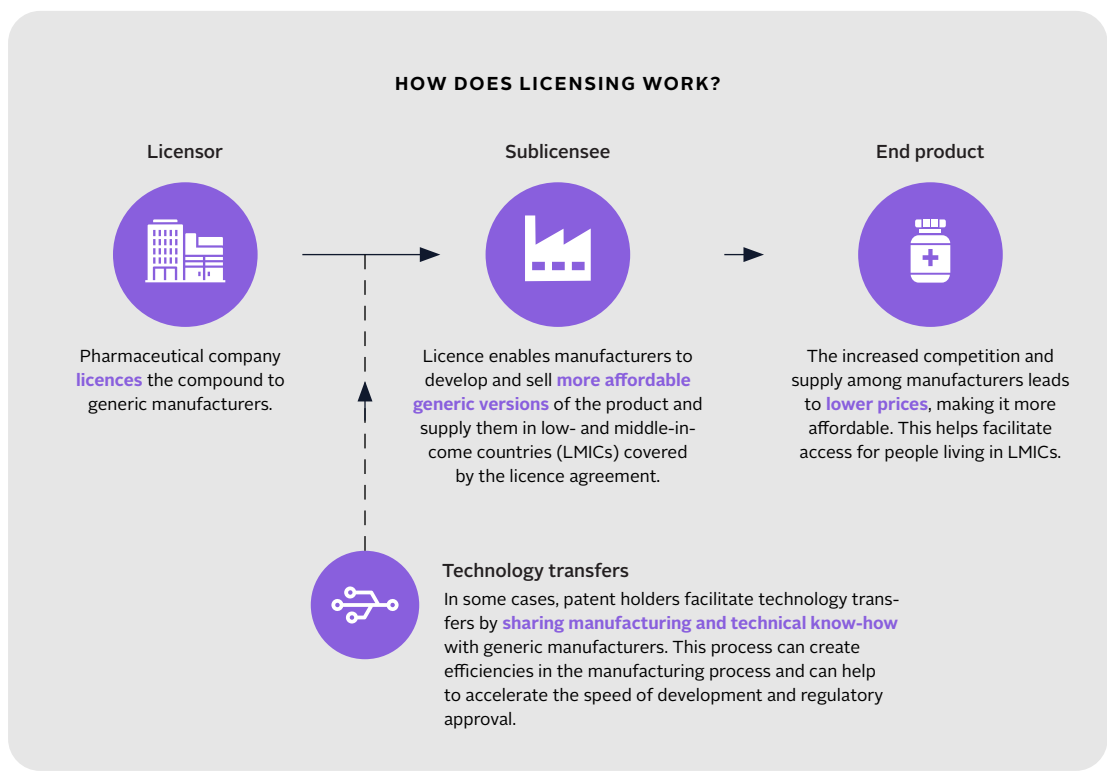 HOW DOES LICENSING WORK?
Licensor
Pharmaceutical company
licences the compound to
generic manufacturers.
Sublicensee
Licence enables manufacturers to
develop and sell more affordable
generic versions of the product and
supply them in low- and middle-in-
come countries (LMICs) covered
by the licence agreement.
End product
The increased competition and
supply among manufacturers leads
to lower prices, making it more
affordable. This helps facilitate
access for people living in LMICs.
Technology transfers
In some cases, patent holders facilitate technology trans-
fers by sharing manufacturing and technical know-how
with generic manufacturers. This process can create
efficiencies in the manufacturing process and can help
to accelerate the speed of development and regulatory
approval.